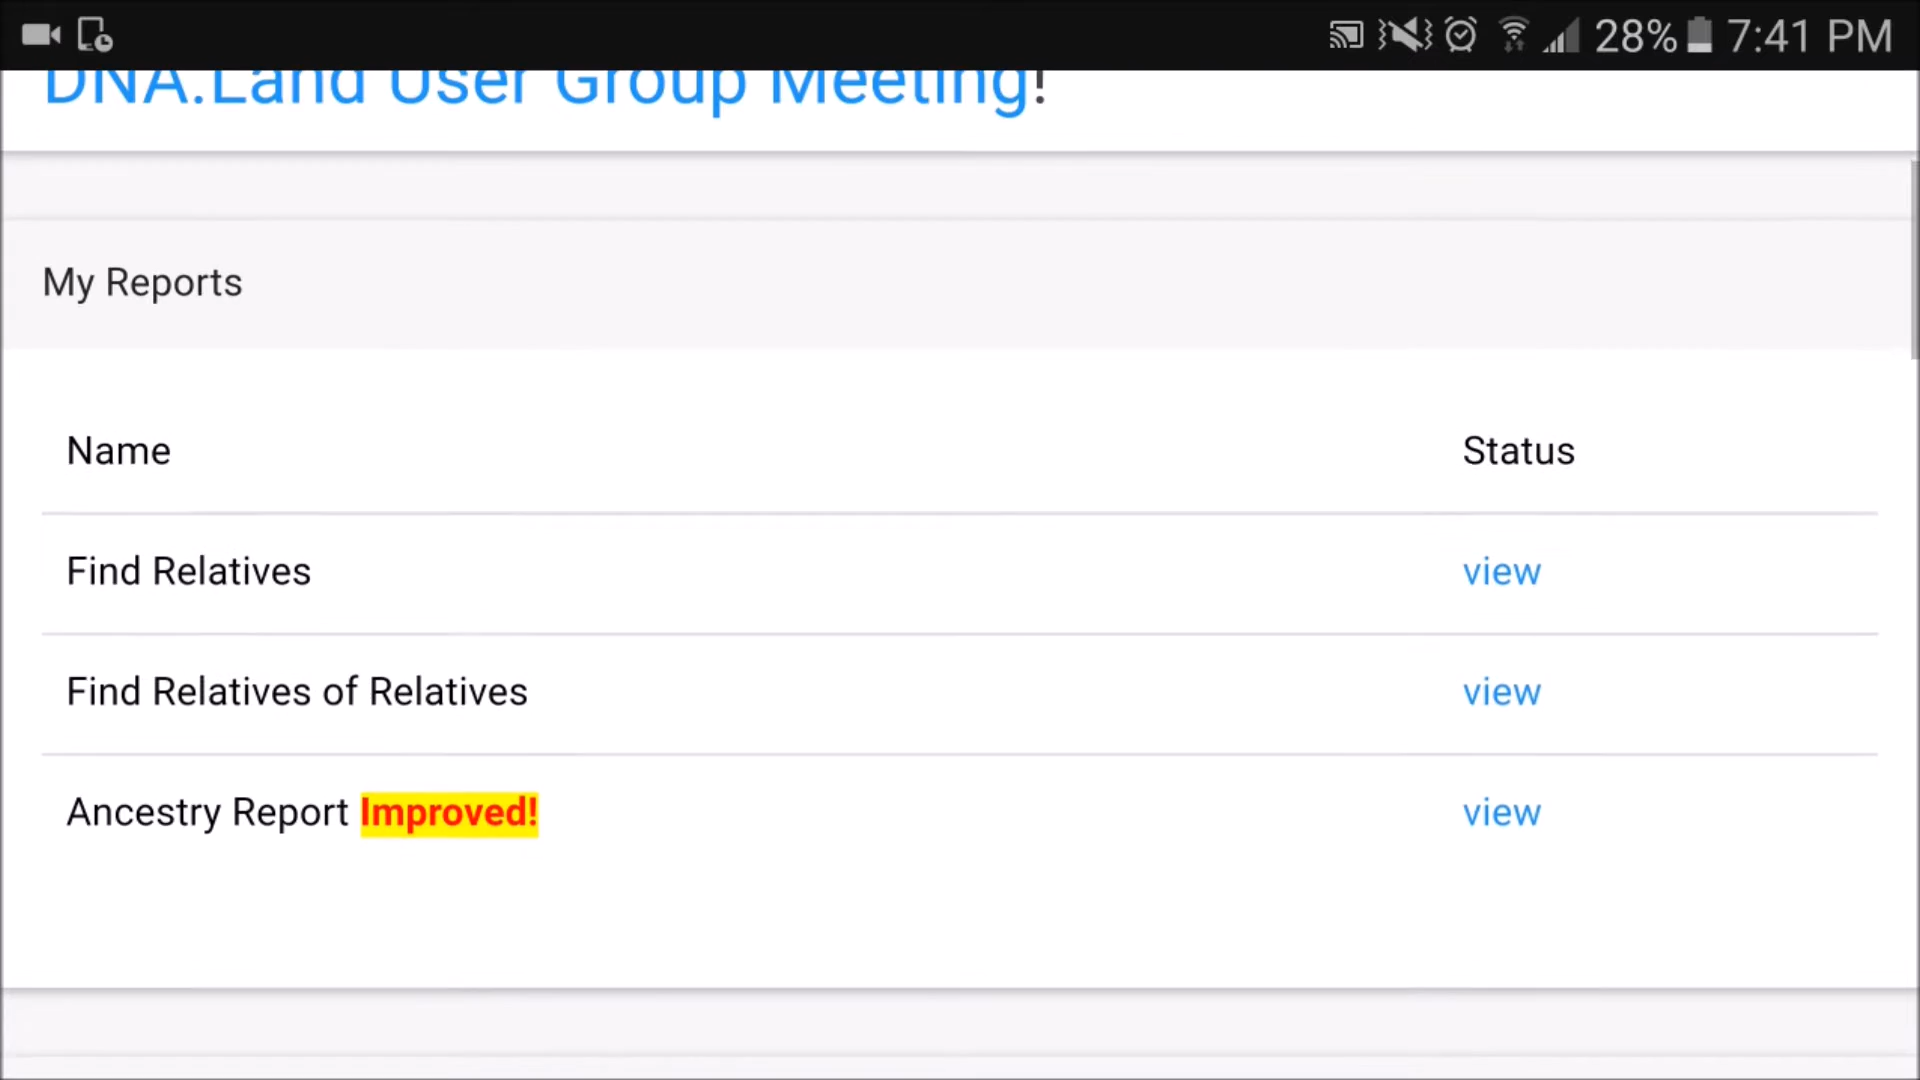 28% 7:41 PM
DNA.Land User Group Meeting!
My Reports
Name Status
Find Relatives view
Find Relatives of Relatives view
Ancestry Report Improved! view